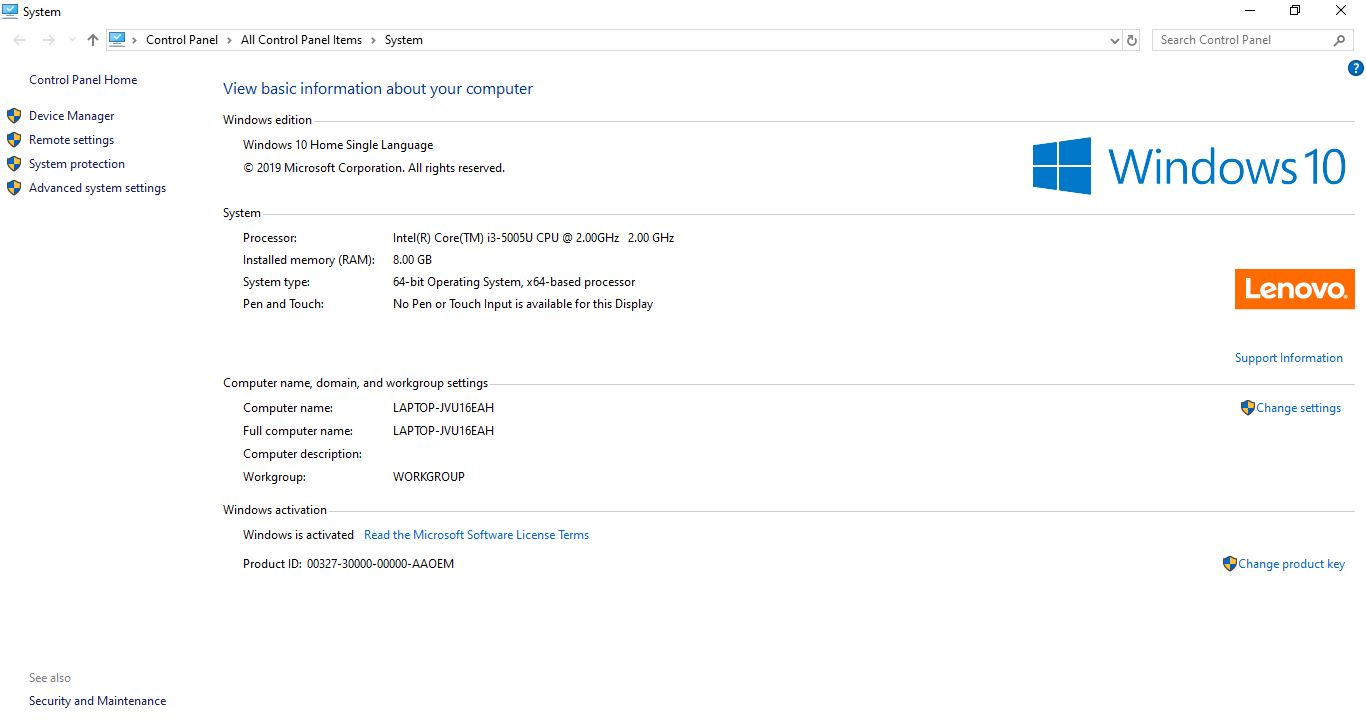 System
Control Panel > All Control Panel Items > System
Search Control Panel
?
Control Panel Home
Device Manager
Remote settings
System protection
Advanced system settings
View basic information about your computer
Windows edition
Windows 10 Home Single Language
© 2019 Microsoft Corporation. All rights reserved.
Windows 10
System
Processor: Intel(R) Core(TM) i3-5005U CPU @ 2.00GHz 2.00 GHz
Installed memory (RAM): 8.00 GB
System type: 64-bit Operating System, x64-based processor
Pen and Touch: No Pen or Touch Input is available for this Display
Lenovo
Support Information
Computer name, domain, and workgroup settings
Computer name: LAPTOP-JVU16EAH
Change settings
Full computer name: LAPTOP-JVU16EAH
Computer description:
Workgroup: WORKGROUP
Windows activation
Windows is activated Read the Microsoft Software License Terms
Product ID: 00327-30000-00000-AAOEM
Change product key
See also
Security and Maintenance